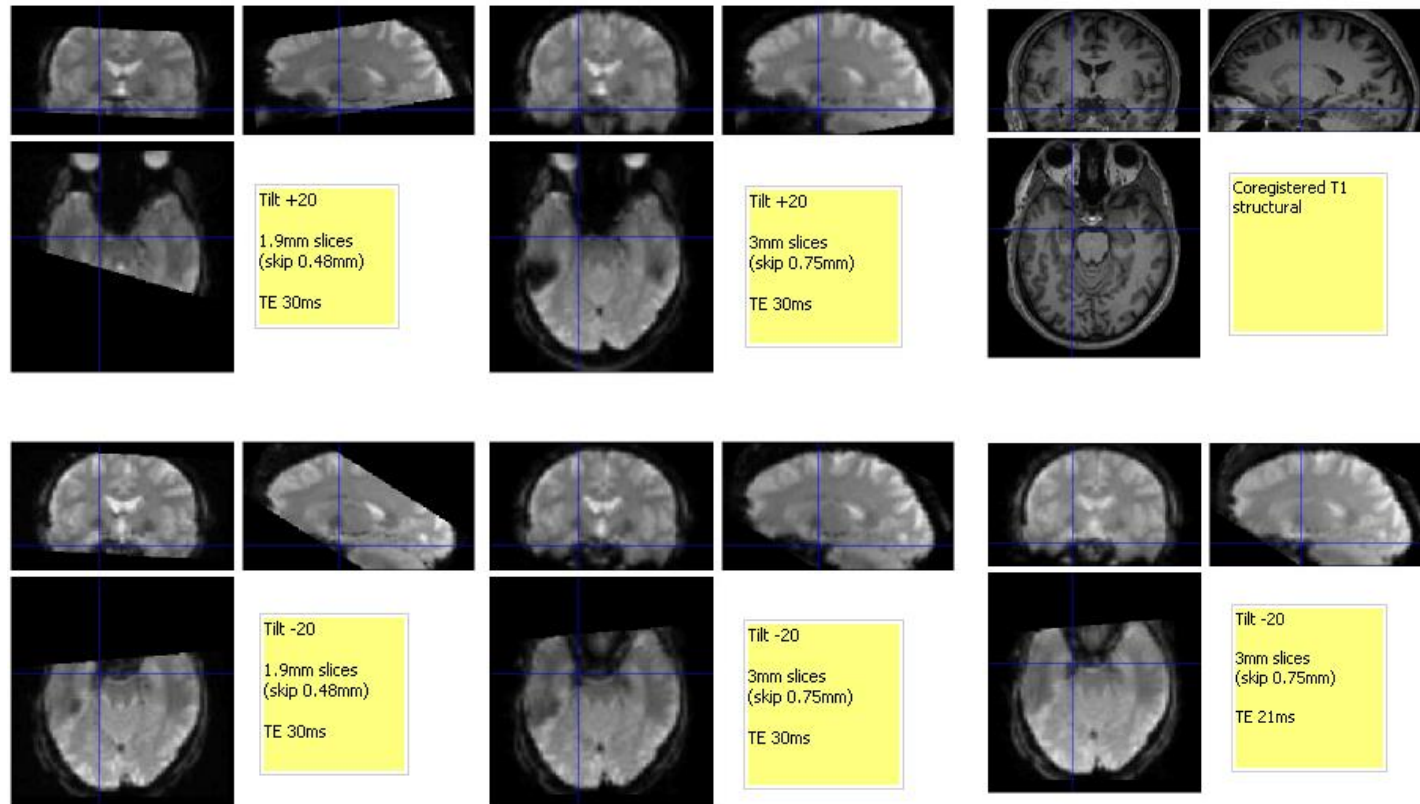 Tilt +20
1.9mm slices
(skip 0.48mm)
TE 30ms
Tilt +20
3mm slices
(skip 0.75mm)
TE 30ms
Coregistered T1
structural
Tilt -20
1.9mm slices
(skip 0.48mm)
TE 30ms
Tilt -20
3mm slices
(skip 0.75mm)
TE 30ms
Tilt -20
3mm slices
(skip 0.75mm)
TE 21ms